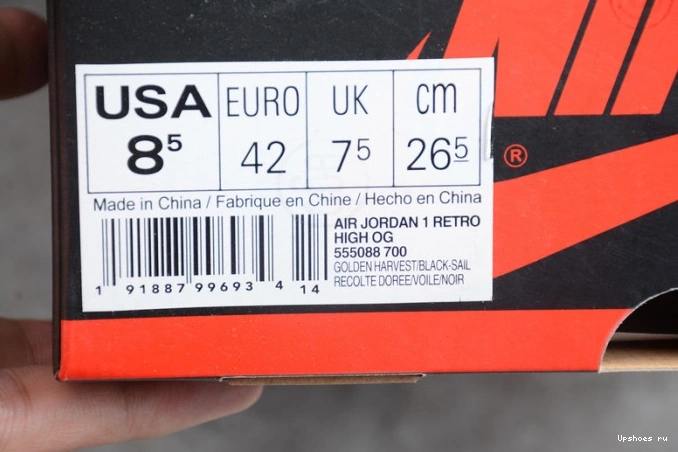 USA EURO UK cm
8⁵ 42 7⁵ 26⁵
Made in China / Fabrique en Chine / Hecho en China
AIR JORDAN 1 RETRO
HIGH OG
555088 700
GOLDEN HARVEST/BLACK-SAIL
RECOLTE DOREE/VOILE/NOIR
1 91887 99693 4 14
®
Upshoes ru